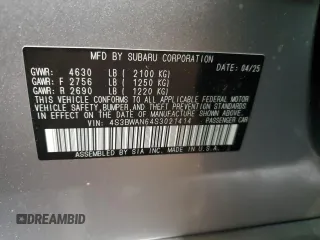 MFD BY SUBARU CORPORATION DATE: 04/25
GVWR: 4630 LB ( 2100 KG)
GAWR: F 2756 LB ( 1250 KG)
GAWR: R 2690 LB ( 1220 KG)
THIS VEHICLE CONFORMS TO ALL APPLICABLE FEDERAL MOTOR
VEHICLE SAFETY, BUMPER, AND THEFT PREVENTION STANDARDS
IN EFFECT ON THE DATE OF MANUFACTURE SHOWN ABOVE.
VIN: 4S3BWAN64S3027414
ASSEMBLED BY SIA INC. MADE IN U.S.A.
DREAMBID